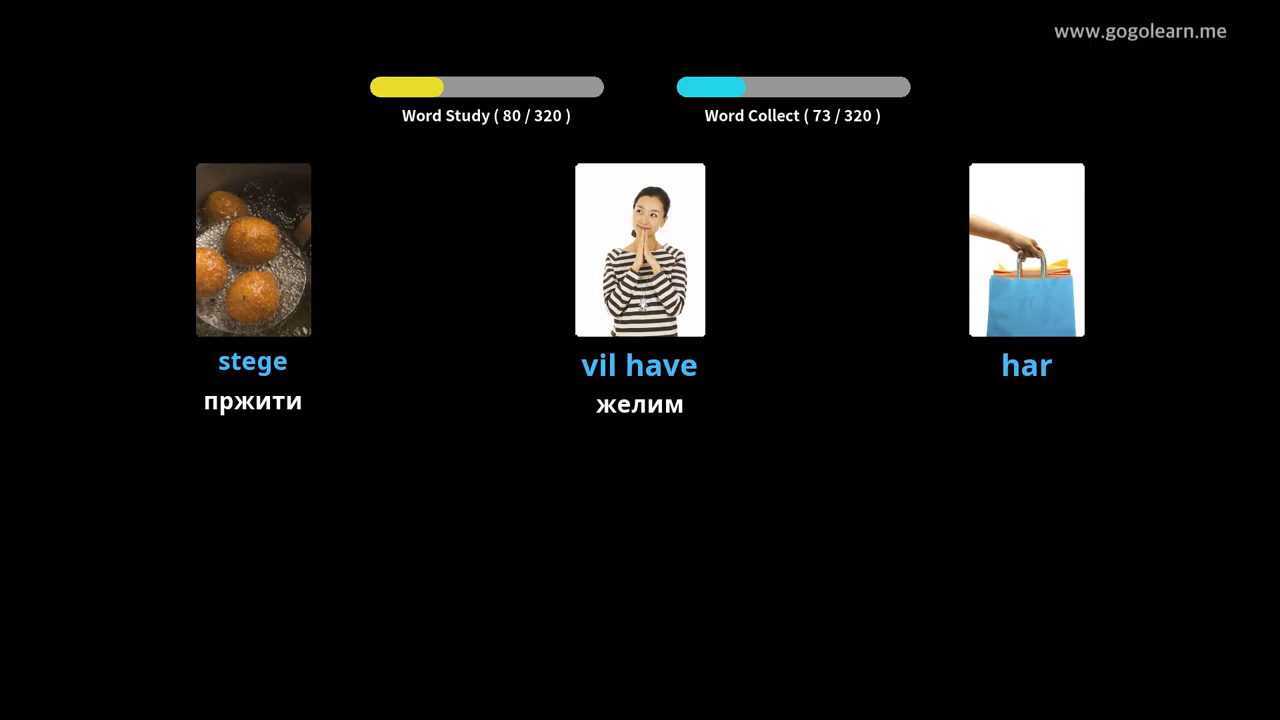 www.gogolearn.me
Word Study ( 80 / 320 )
Word Collect ( 73 / 320 )
stege
пржити
vil have
желим
har